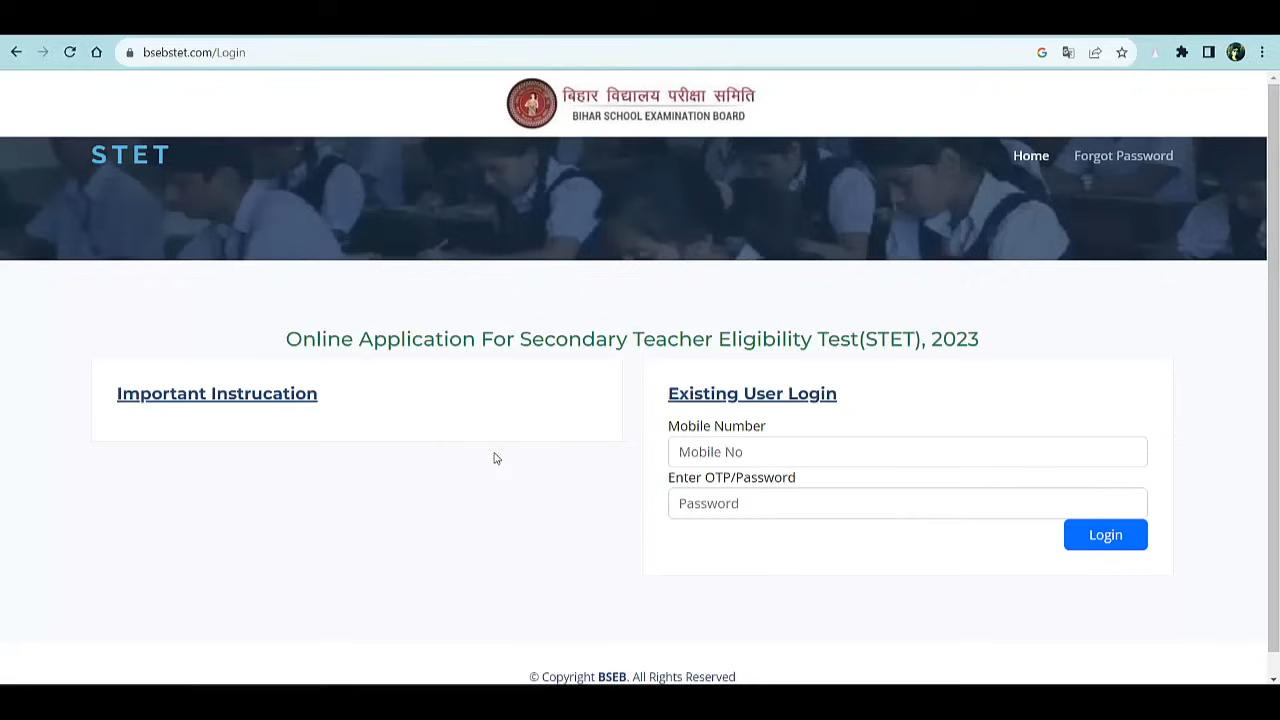 bsebstet.com/Login
बिहार विद्यालय परीक्षा समिति
BIHAR SCHOOL EXAMINATION BOARD
STET
Home
Forgot Password
Online Application For Secondary Teacher Eligibility Test(STET), 2023
Important Instrucation
Existing User Login
Mobile Number
Mobile No
Enter OTP/Password
Password
Login
© Copyright BSEB. All Rights Reserved